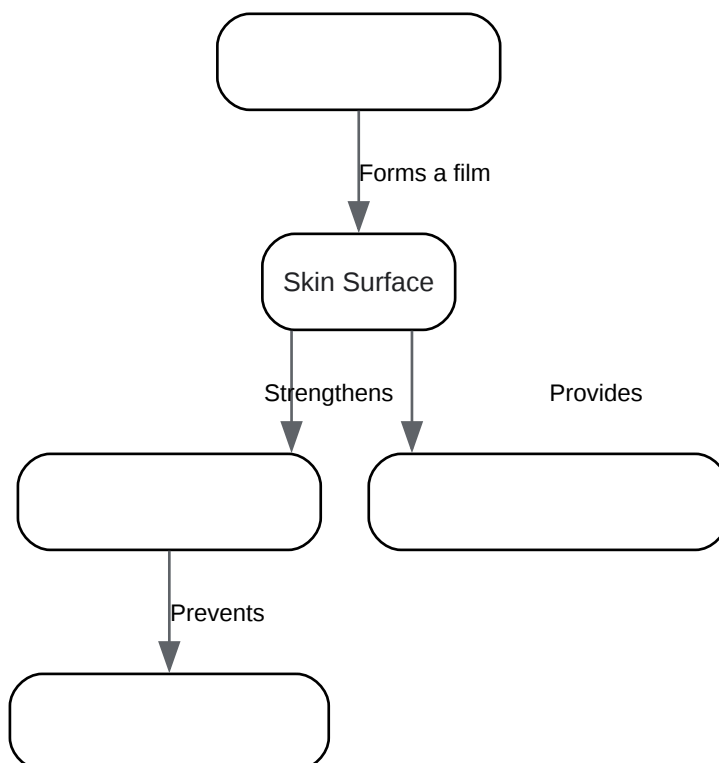 Forms a film
Skin Surface
Strengthens
Provides
Prevents